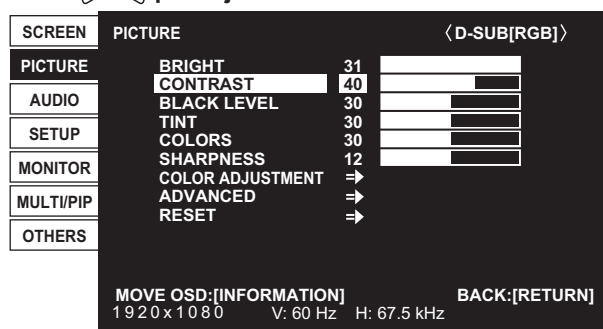 SCREEN
PICTURE
AUDIO
SETUP
MONITOR
MULTI/PIP
OTHERS
PICTURE 〈D-SUB[RGB]〉
BRIGHT 31
CONTRAST 40
BLACK LEVEL 30
TINT 30
COLORS 30
SHARPNESS 12
COLOR ADJUSTMENT
ADVANCED
RESET
MOVE OSD:[INFORMATION] BACK:[RETURN]
1920x1080 V: 60 Hz H: 67.5 kHz